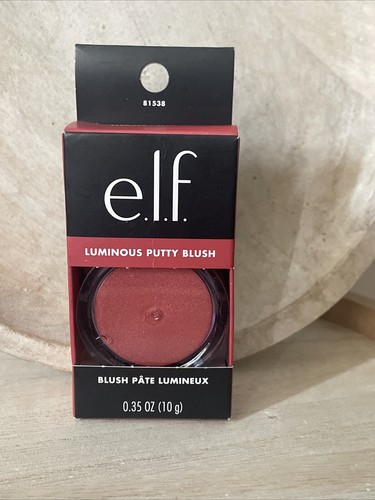 81538
e.l.f.
LUMINOUS PUTTY BLUSH
BLUSH PÂTE LUMINEUX
0.35 OZ (10 g)